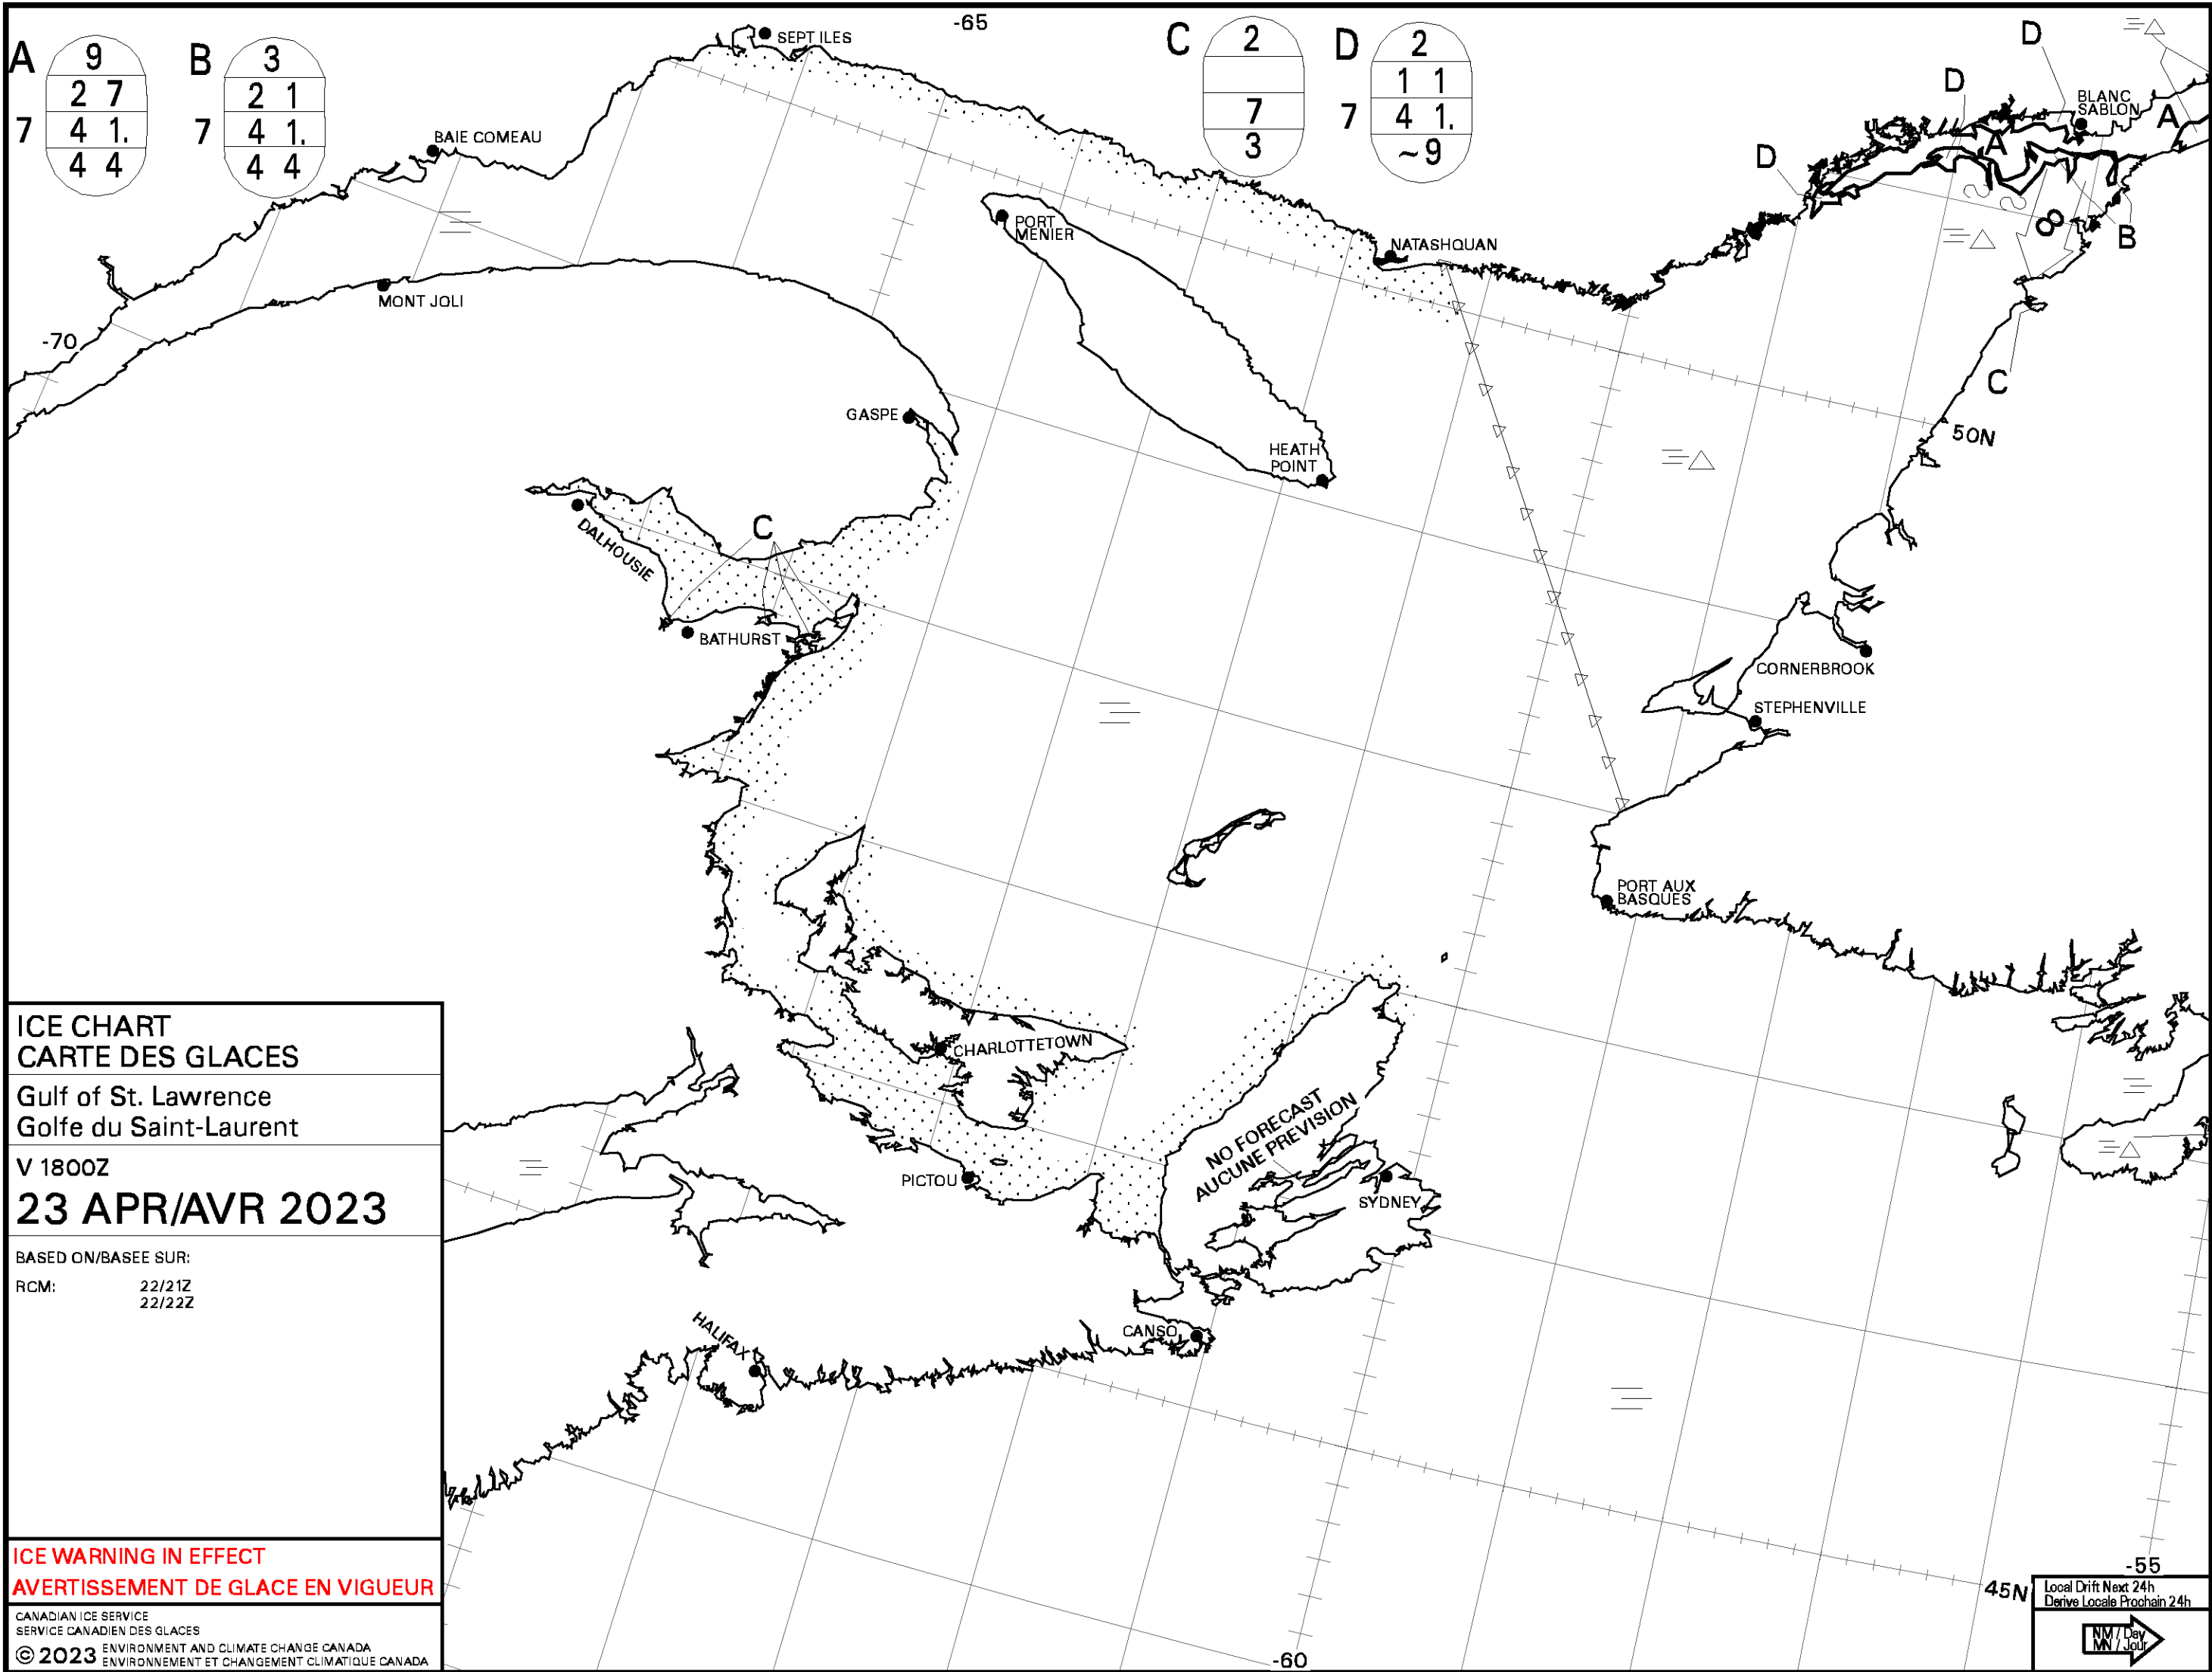 -65
A
9
2 7
7
4 1.
4 4
B
3
2 1
7
4 1.
4 4
C
2
7
3
D
2
1 1
7
4 1.
~9
SEPT ILES
BAIE COMEAU
MONT JOLI
-70
PORT
MENIER
NATASHQUAN
HEATH
POINT
GASPE
D
D
D
BLANC
SABLON
A
A
8
B
C
50N
DALHOUSIE
C
BATHURST
CORNERBROOK
STEPHENVILLE
PORT AUX
BASQUES
CHARLOTTETOWN
PICTOU
NO FORECAST
AUCUNE PREVISION
SYDNEY
CANSO
HALIFAX
ICE CHART
CARTE DES GLACES
Gulf of St. Lawrence
Golfe du Saint-Laurent
V 1800Z
23 APR/AVR 2023
BASED ON/BASEE SUR:
RCM: 22/21Z
22/22Z
ICE WARNING IN EFFECT
AVERTISSEMENT DE GLACE EN VIGUEUR
CANADIAN ICE SERVICE
SERVICE CANADIEN DES GLACES
© 2023 ENVIRONMENT AND CLIMATE CHANGE CANADA
ENVIRONNEMENT ET CHANGEMENT CLIMATIQUE CANADA
-60
-55
45N
Local Drift Next 24h
Derive Locale Prochain 24h
NM / Day
MN / Jour